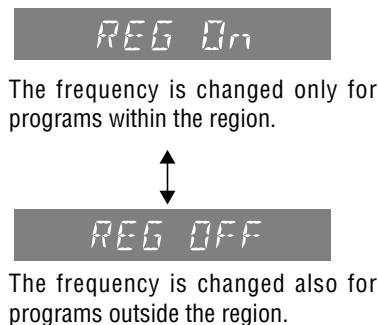 REG On
The frequency is changed only for
programs within the region.
REG OFF
The frequency is changed also for
programs outside the region.